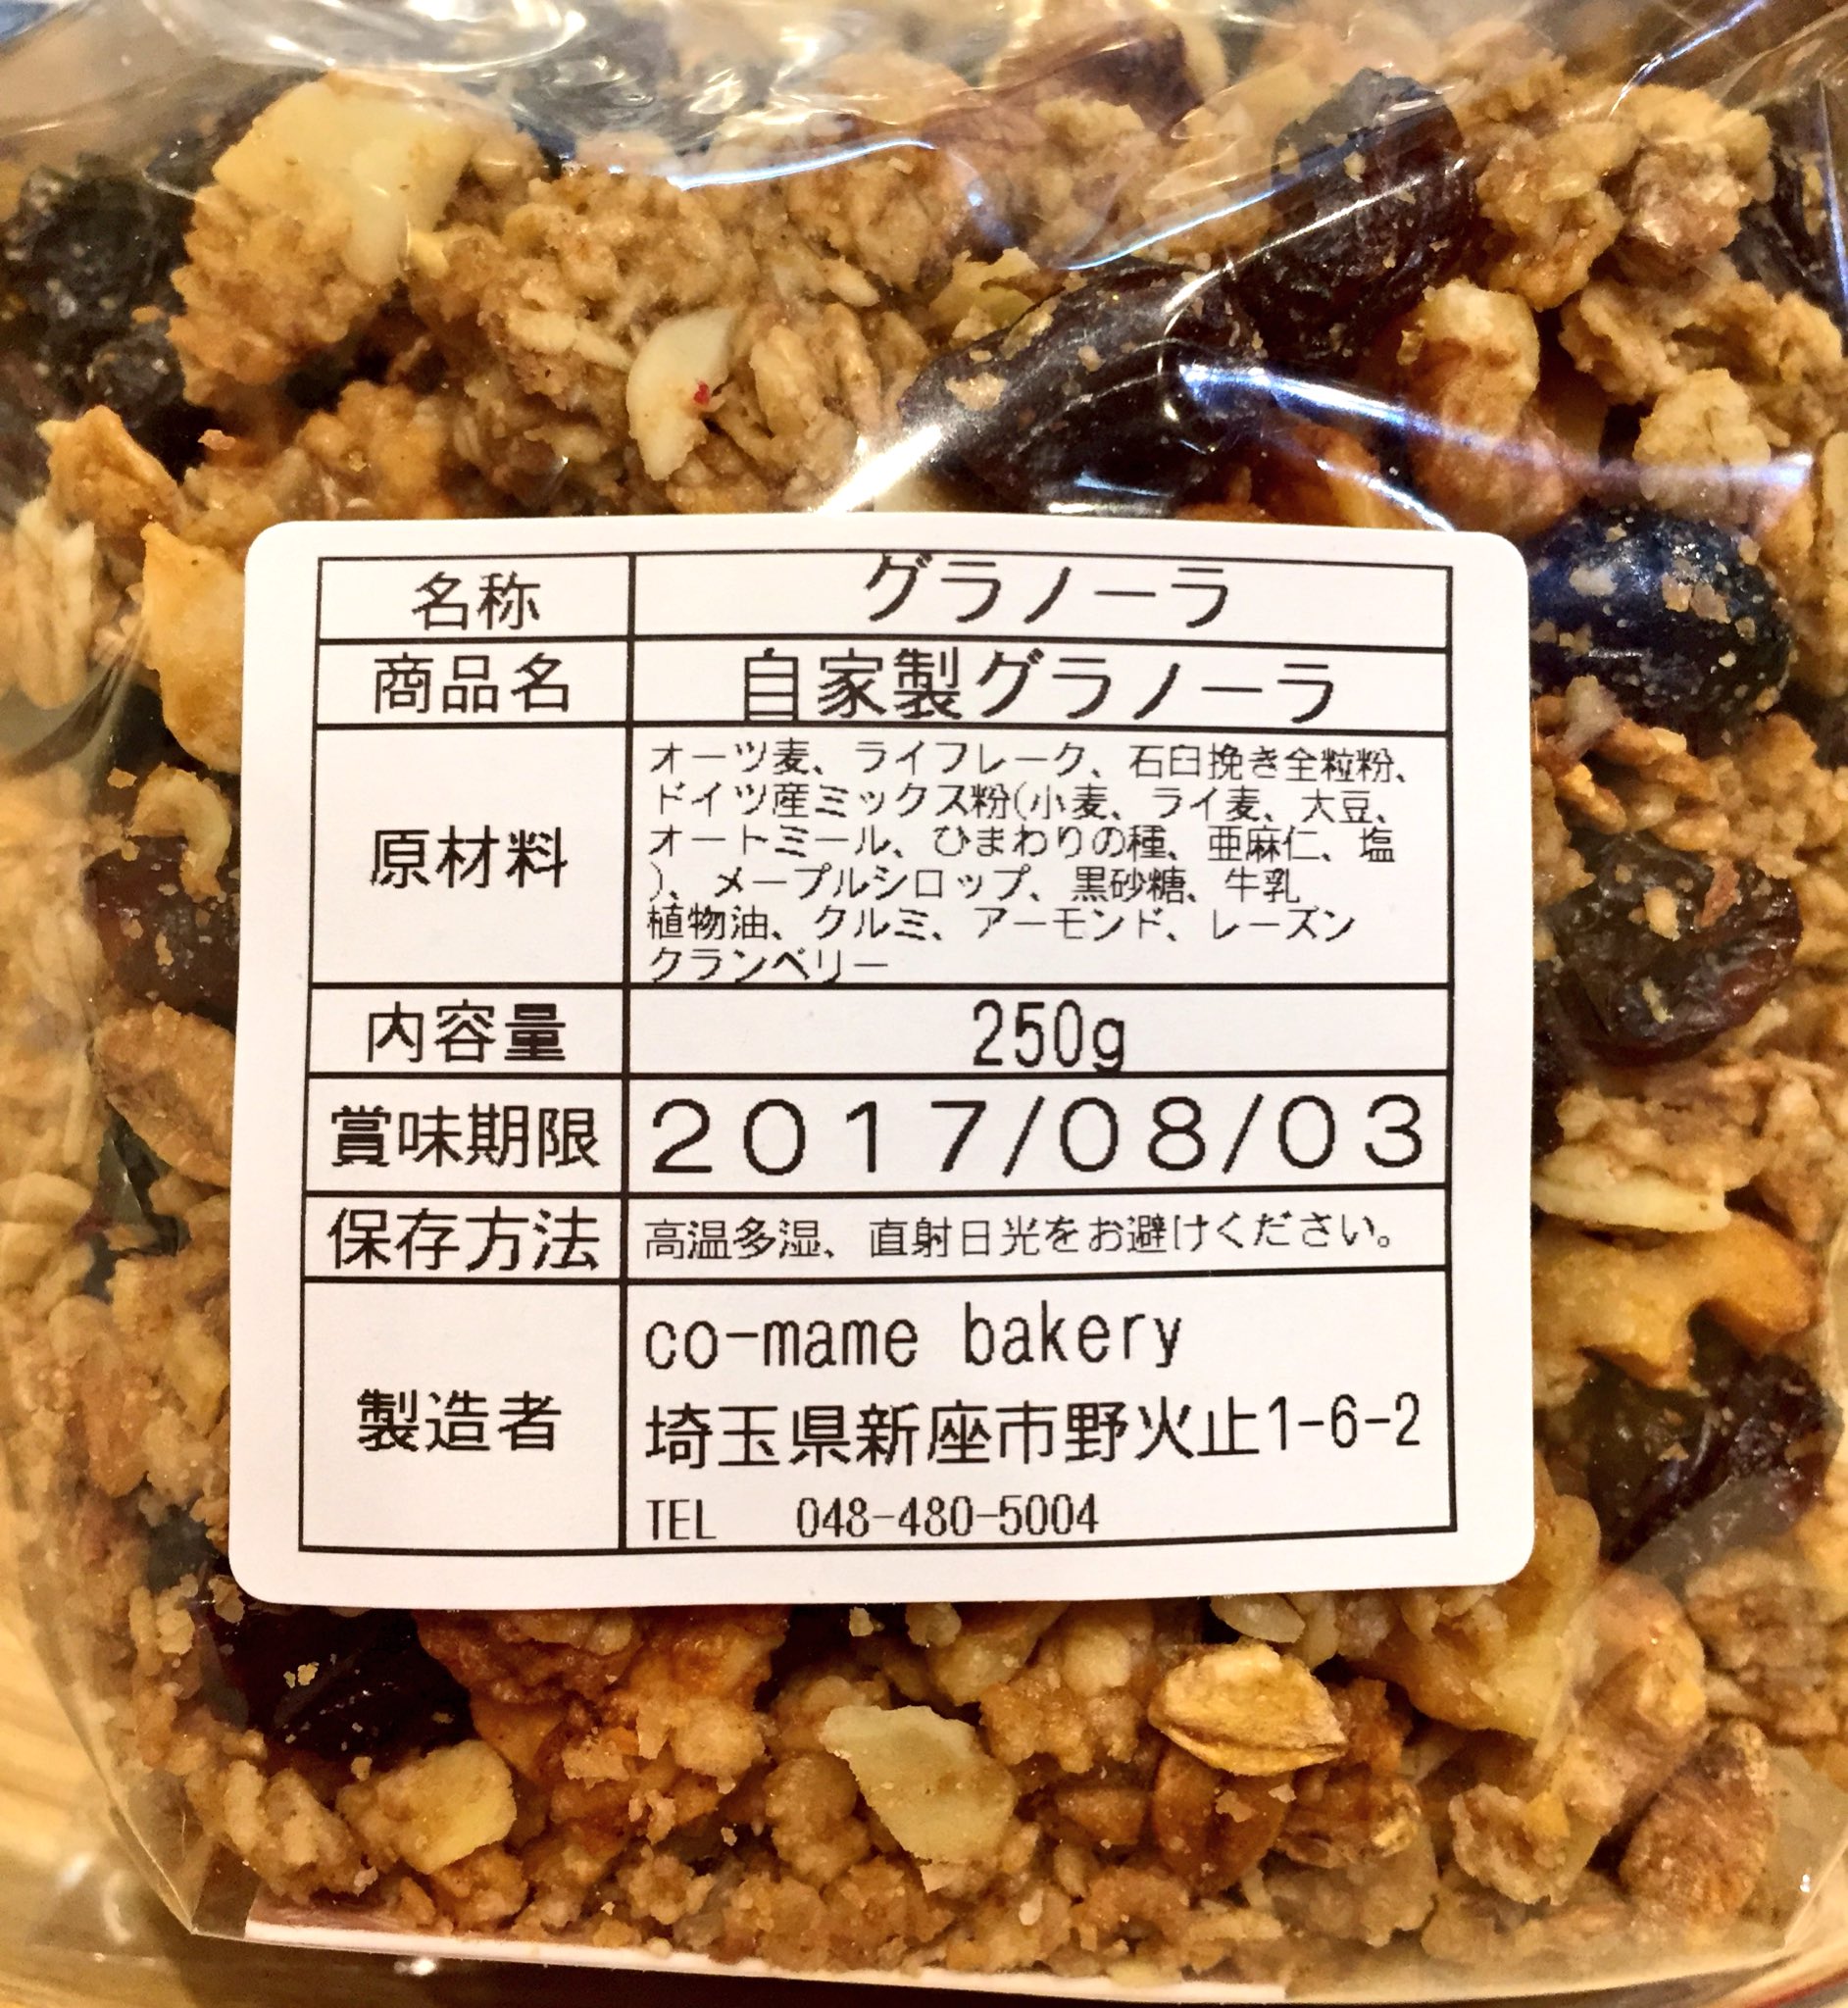 名称 グラノーラ
商品名 自家製グラノーラ
原材料
オーツ麦、ライフレーク、石臼挽き全粒粉、
ドイツ産ミックス粉(小麦、ライ麦、大豆、
オートミール、ひまわりの種、亜麻仁、塩
)、メープルシロップ、黒砂糖、牛乳
植物油、クルミ、アーモンド、レーズン
クランベリー
内容量 250g
賞味期限 2017/08/03
保存方法 高温多湿、直射日光をお避けください。
製造者
co-mame bakery
埼玉県新座市野火止1-6-2
TEL 048-480-5004